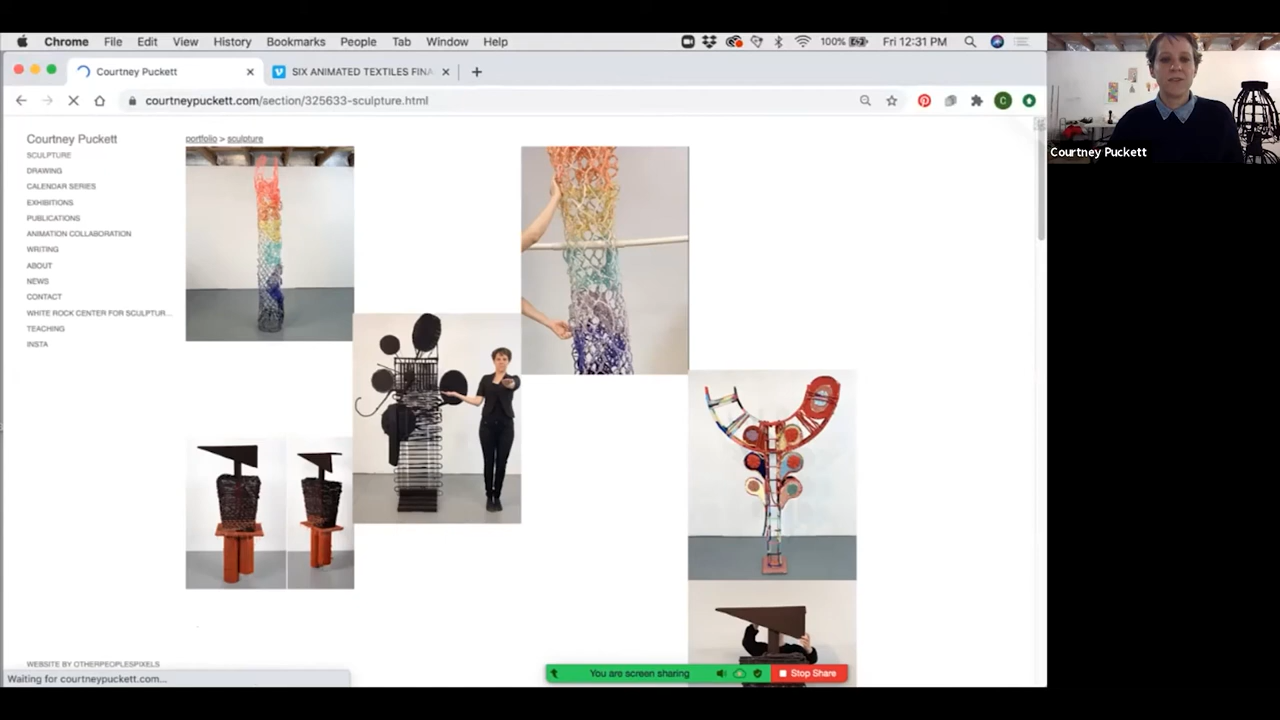 Chrome File Edit View History Bookmarks People Tab Window Help 100% Fri 12:31 PM
Courtney Puckett SIX ANIMATED TEXTILES FINA
courtneypuckett.com/section/325633-sculpture.html
C
Courtney Puckett
portfolio > sculpture
SCULPTURE
DRAWING
CALENDAR SERIES
EXHIBITIONS
PUBLICATIONS
ANIMATION COLLABORATION
WRITING
ABOUT
NEWS
CONTACT
WHITE ROCK CENTER FOR SCULPTUR...
TEACHING
INSTA
WEBSITE BY OTHERPEOPLESPIXELS
Waiting for courtneypuckett.com...
You are screen sharing Stop Share
Courtney Puckett